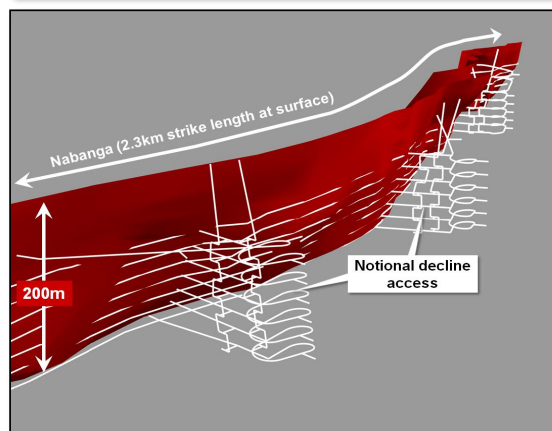 Nabanga (2.3km strike length at surface)
200m
Notional decline
access